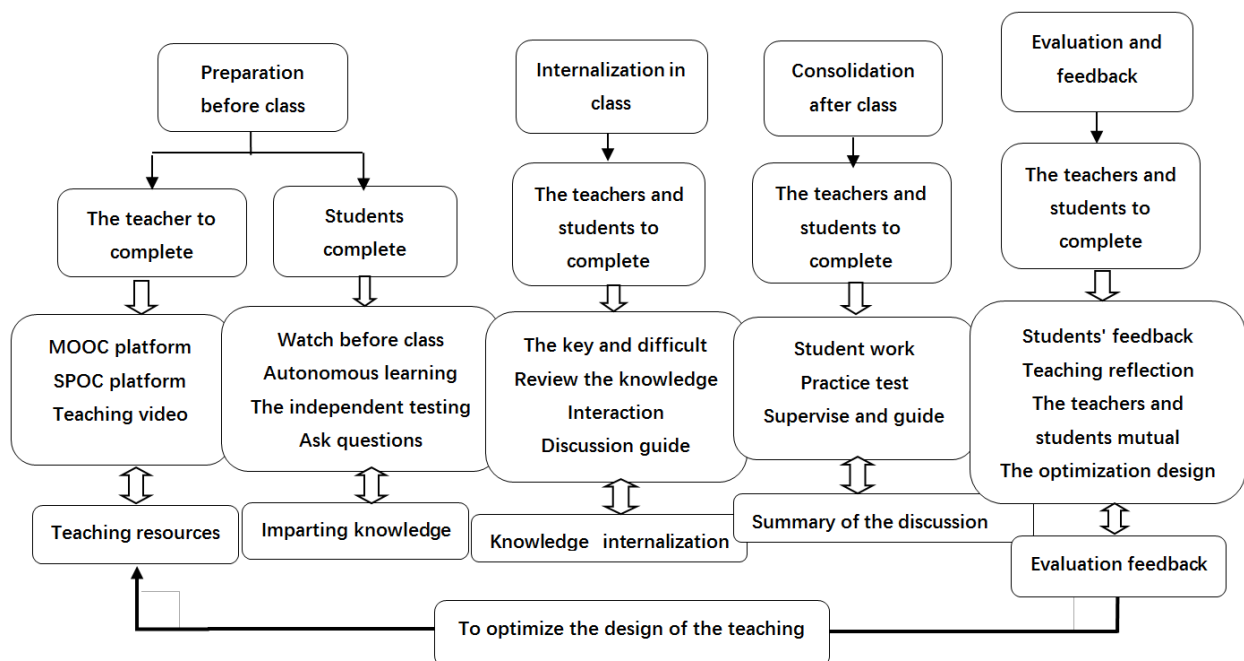 Preparation
before class
Internalization in
class
Consolidation
after class
Evaluation and
feedback
The teacher to
complete
Students
complete
The teachers and
students to
complete
The teachers and
students to
complete
The teachers and
students to
complete
MOOC platform
SPOC platform
Teaching video
Watch before class
Autonomous learning
The independent testing
Ask questions
The key and difficult
Review the knowledge
Interaction
Discussion guide
Student work
Practice test
Supervise and guide
Students' feedback
Teaching reflection
The teachers and
students mutual
The optimization design
Teaching resources
Imparting knowledge
Knowledge internalization
Summary of the discussion
Evaluation feedback
To optimize the design of the teaching